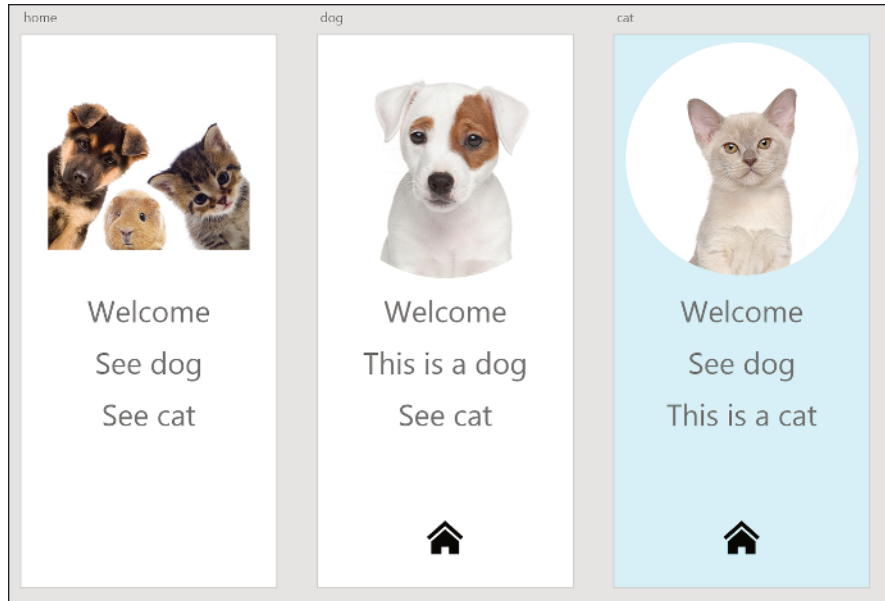 home
Welcome
See dog
See cat
dog
Welcome
This is a dog
See cat
cat
Welcome
See dog
This is a cat